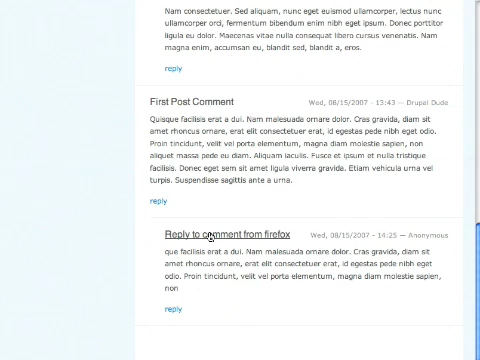 Nam consectetuer. Sed aliquam, nunc eget euismod ullamcorper, lectus nunc
ullamcorper orci, fermentum bibendum enim nibh eget ipsum. Donec porttitor
ligula eu dolor. Maecenas vitae nulla consequat libero cursus venenatis. Nam
magna enim, accumsan eu, blandit sed, blandit a, eros.
reply
First Post Comment
Wed, 08/15/2007 - 13:43 — Drupal Dude
Quisque facilisis erat a dui. Nam malesuada ornare dolor. Cras gravida, diam sit
amet rhoncus ornare, erat elit consectetuer erat, id egestas pede nibh eget odio.
Proin tincidunt, velit vel porta elementum, magna diam molestie sapien, non
aliquet massa pede eu diam. Aliquam iaculis. Fusce et ipsum et nulla tristique
facilisis. Donec eget sem sit amet ligula viverra gravida. Etiam vehicula urna vel
turpis. Suspendisse sagittis ante a urna.
reply
Reply to comment from firefox
Wed, 08/15/2007 - 14:25 — Anonymous
que facilisis erat a dui. Nam malesuada ornare dolor. Cras gravida, diam sit
amet rhoncus ornare, erat elit consectetuer erat, id egestas pede nibh eget
odio. Proin tincidunt, velit vel porta elementum, magna diam molestie sapien,
non
reply